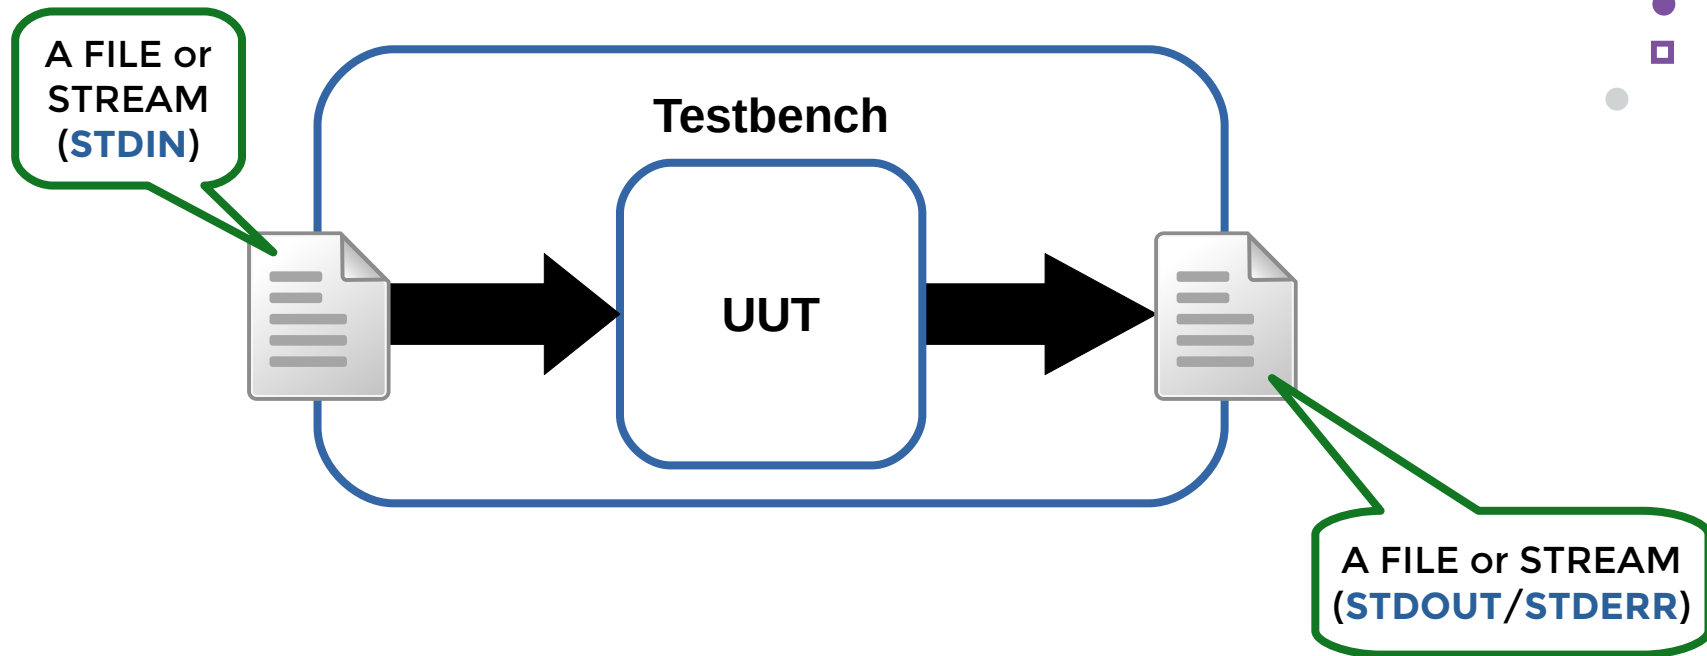 A FILE or
STREAM
(STDIN)
Testbench
UUT
A FILE or STREAM
(STDOUT/STDERR)